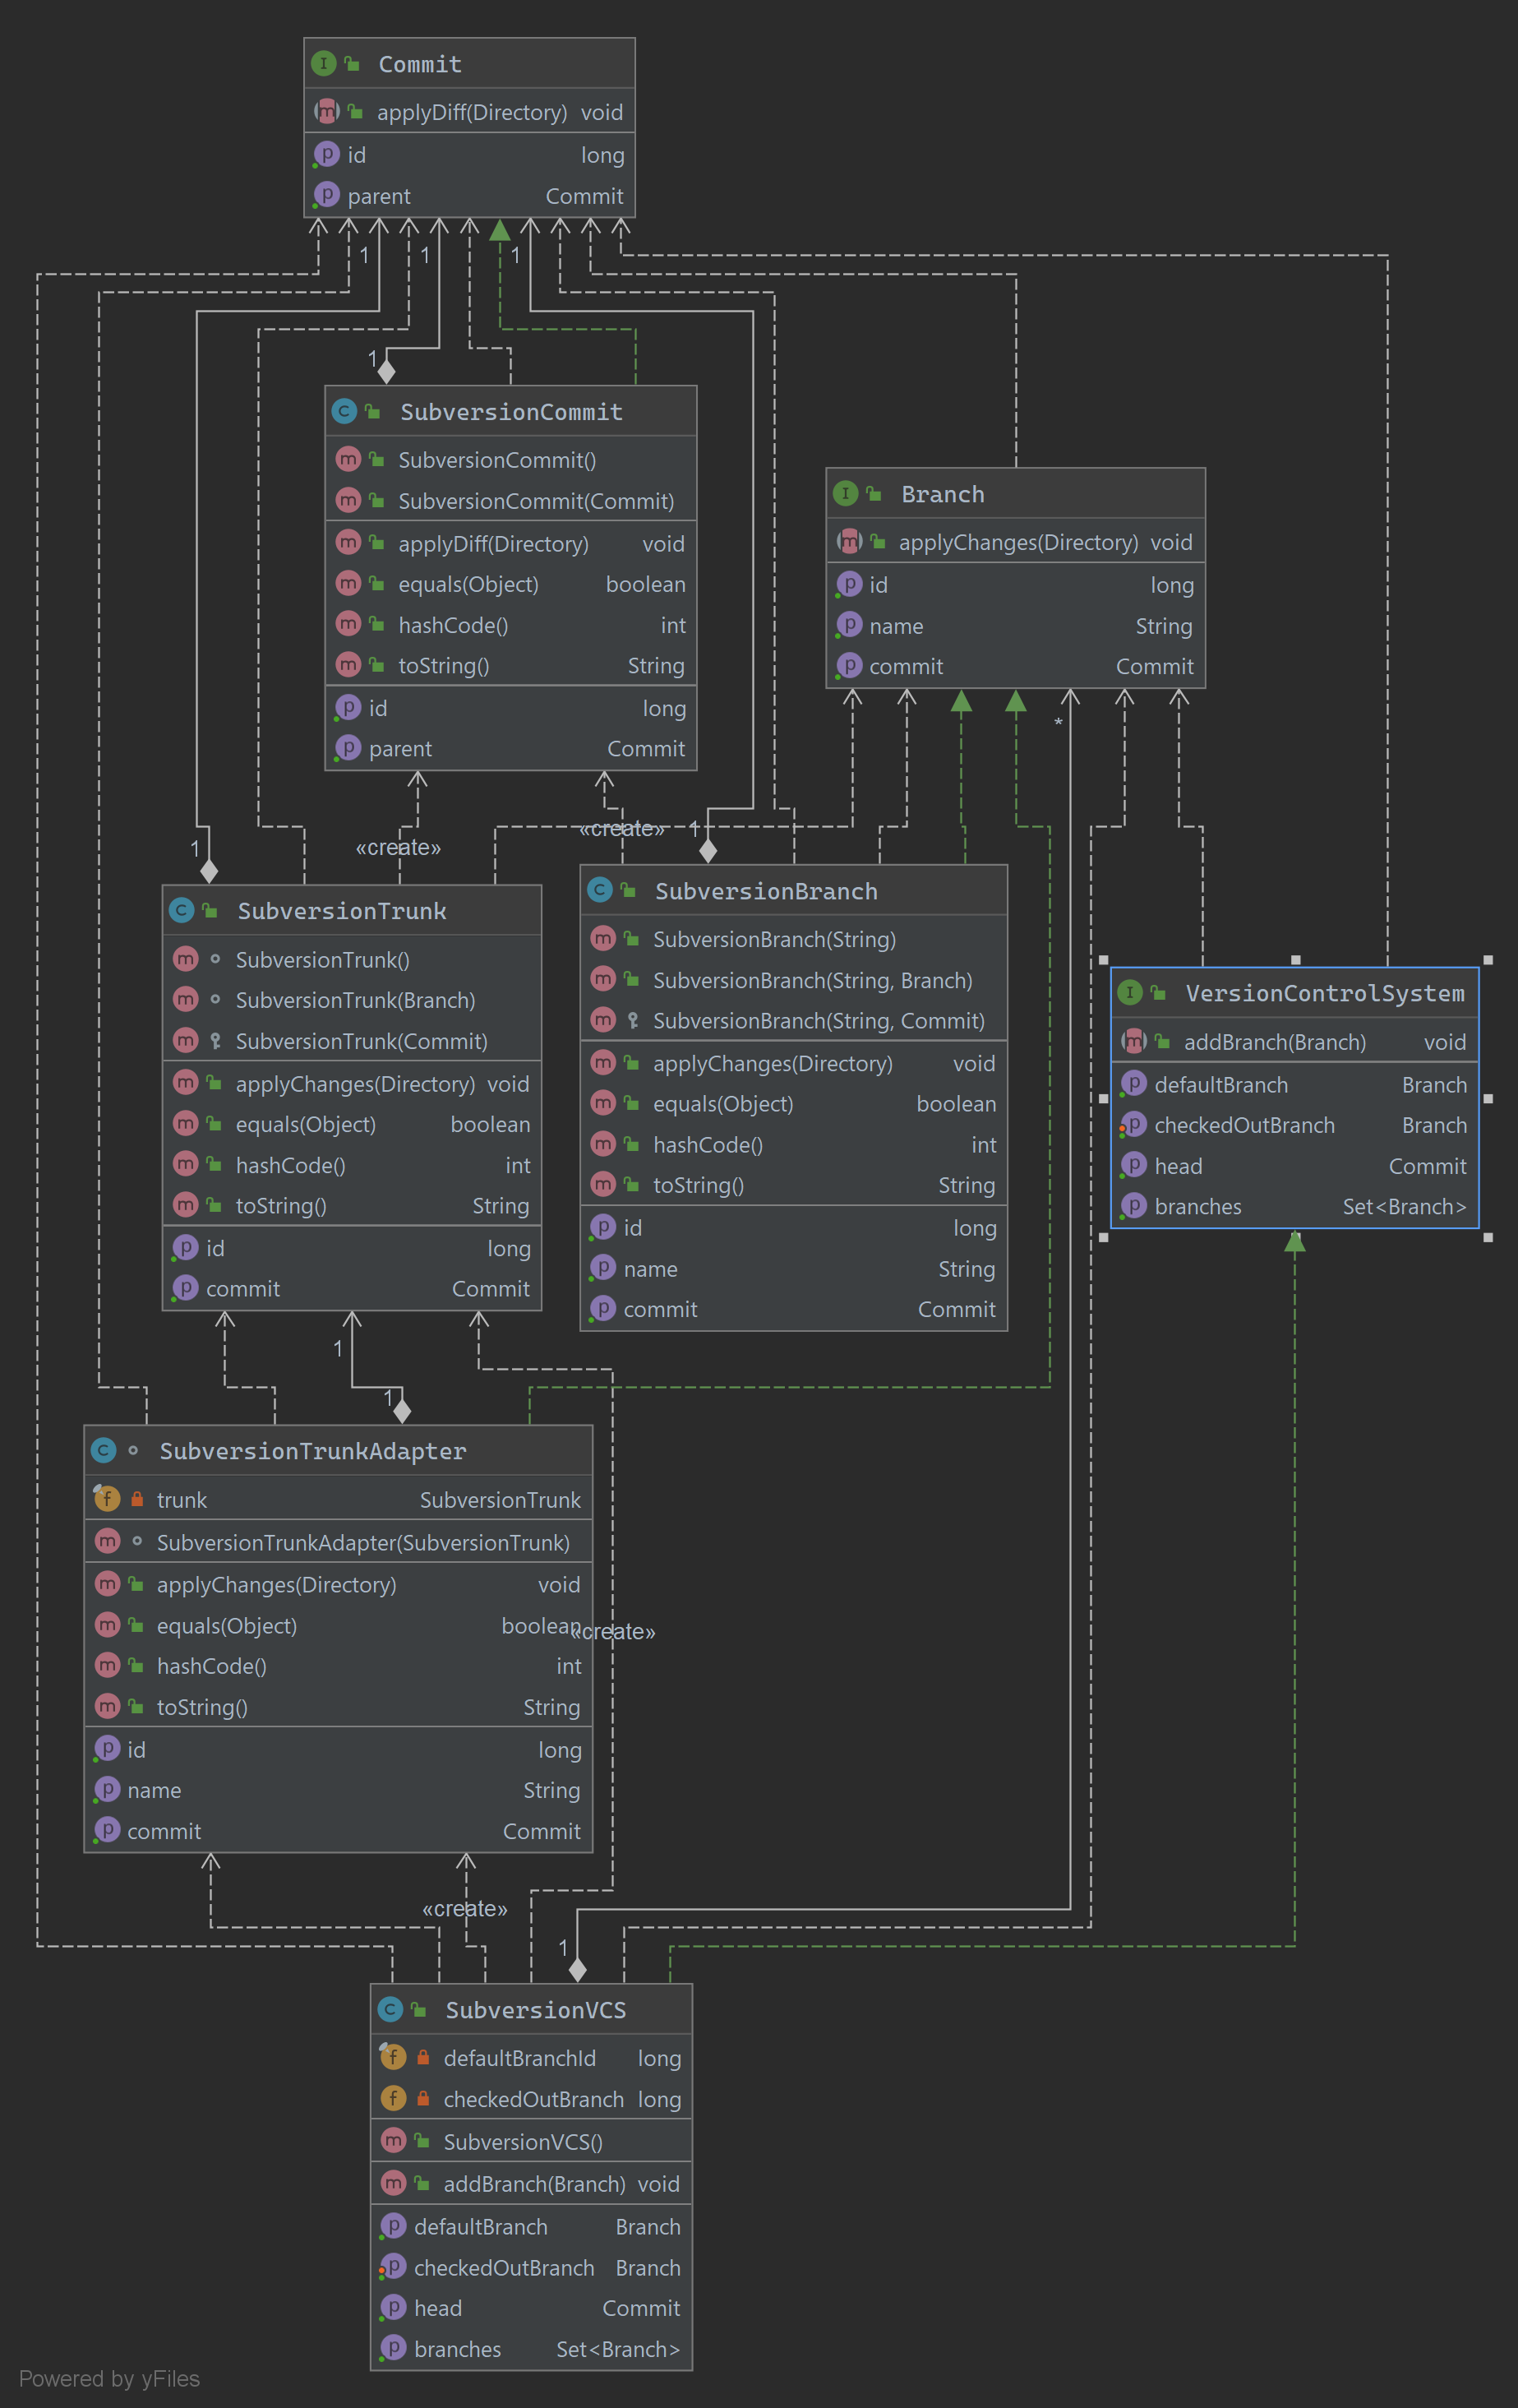 Commit
applyDiff(Directory) void
id long
parent Commit
1 1 1
1
SubversionCommit
SubversionCommit()
SubversionCommit(Commit)
applyDiff(Directory) void
equals(Object) boolean
hashCode() int
toString() String
id long
parent Commit
Branch
applyChanges(Directory) void
id long
name String
commit Commit
*
«create»
1
«create»
1
SubversionTrunk
SubversionTrunk()
SubversionTrunk(Branch)
SubversionTrunk(Commit)
applyChanges(Directory) void
equals(Object) boolean
hashCode() int
toString() String
id long
commit Commit
SubversionBranch
SubversionBranch(String)
SubversionBranch(String, Branch)
SubversionBranch(String, Commit)
applyChanges(Directory) void
equals(Object) boolean
hashCode() int
toString() String
id long
name String
commit Commit
VersionControlSystem
addBranch(Branch) void
defaultBranch Branch
checkedOutBranch Branch
head Commit
branches Set<Branch>
1
1
SubversionTrunkAdapter
trunk SubversionTrunk
SubversionTrunkAdapter(SubversionTrunk)
applyChanges(Directory) void
equals(Object) boolean
«create»
hashCode() int
toString() String
id long
name String
commit Commit
«create»
1
SubversionVCS
defaultBranchId long
checkedOutBranch long
SubversionVCS()
addBranch(Branch) void
defaultBranch Branch
checkedOutBranch Branch
head Commit
branches Set<Branch>
Powered by yFiles